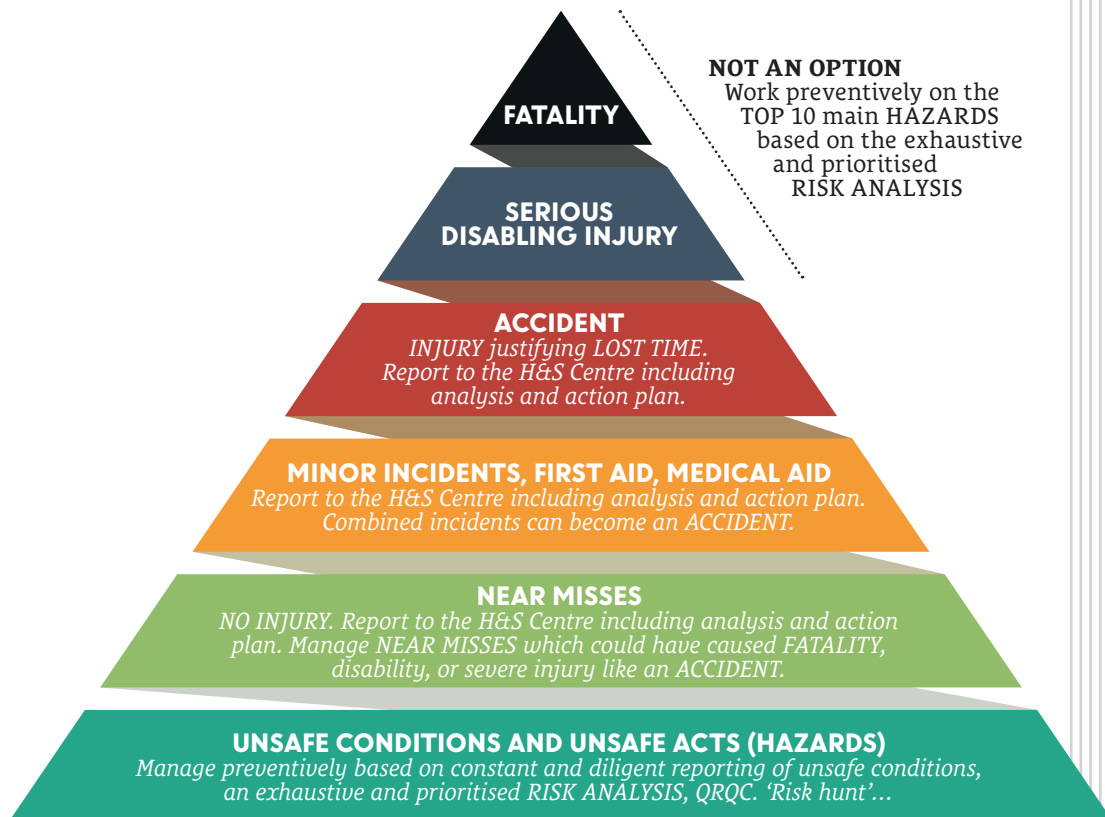 FATALITY
NOT AN OPTION
Work preventively on the
TOP 10 main HAZARDS
based on the exhaustive
and prioritised
RISK ANALYSIS
SERIOUS
DISABLING INJURY
ACCIDENT
INJURY justifying LOST TIME.
Report to the H&S Centre including
analysis and action plan.
MINOR INCIDENTS, FIRST AID, MEDICAL AID
Report to the H&S Centre including analysis and action plan.
Combined incidents can become an ACCIDENT.
NEAR MISSES
NO INJURY. Report to the H&S Centre including analysis and action
plan. Manage NEAR MISSES which could have caused FATALITY,
disability, or severe injury like an ACCIDENT.
UNSAFE CONDITIONS AND UNSAFE ACTS (HAZARDS)
Manage preventively based on constant and diligent reporting of unsafe conditions,
an exhaustive and prioritised RISK ANALYSIS, QRQC. ‘Risk hunt’...